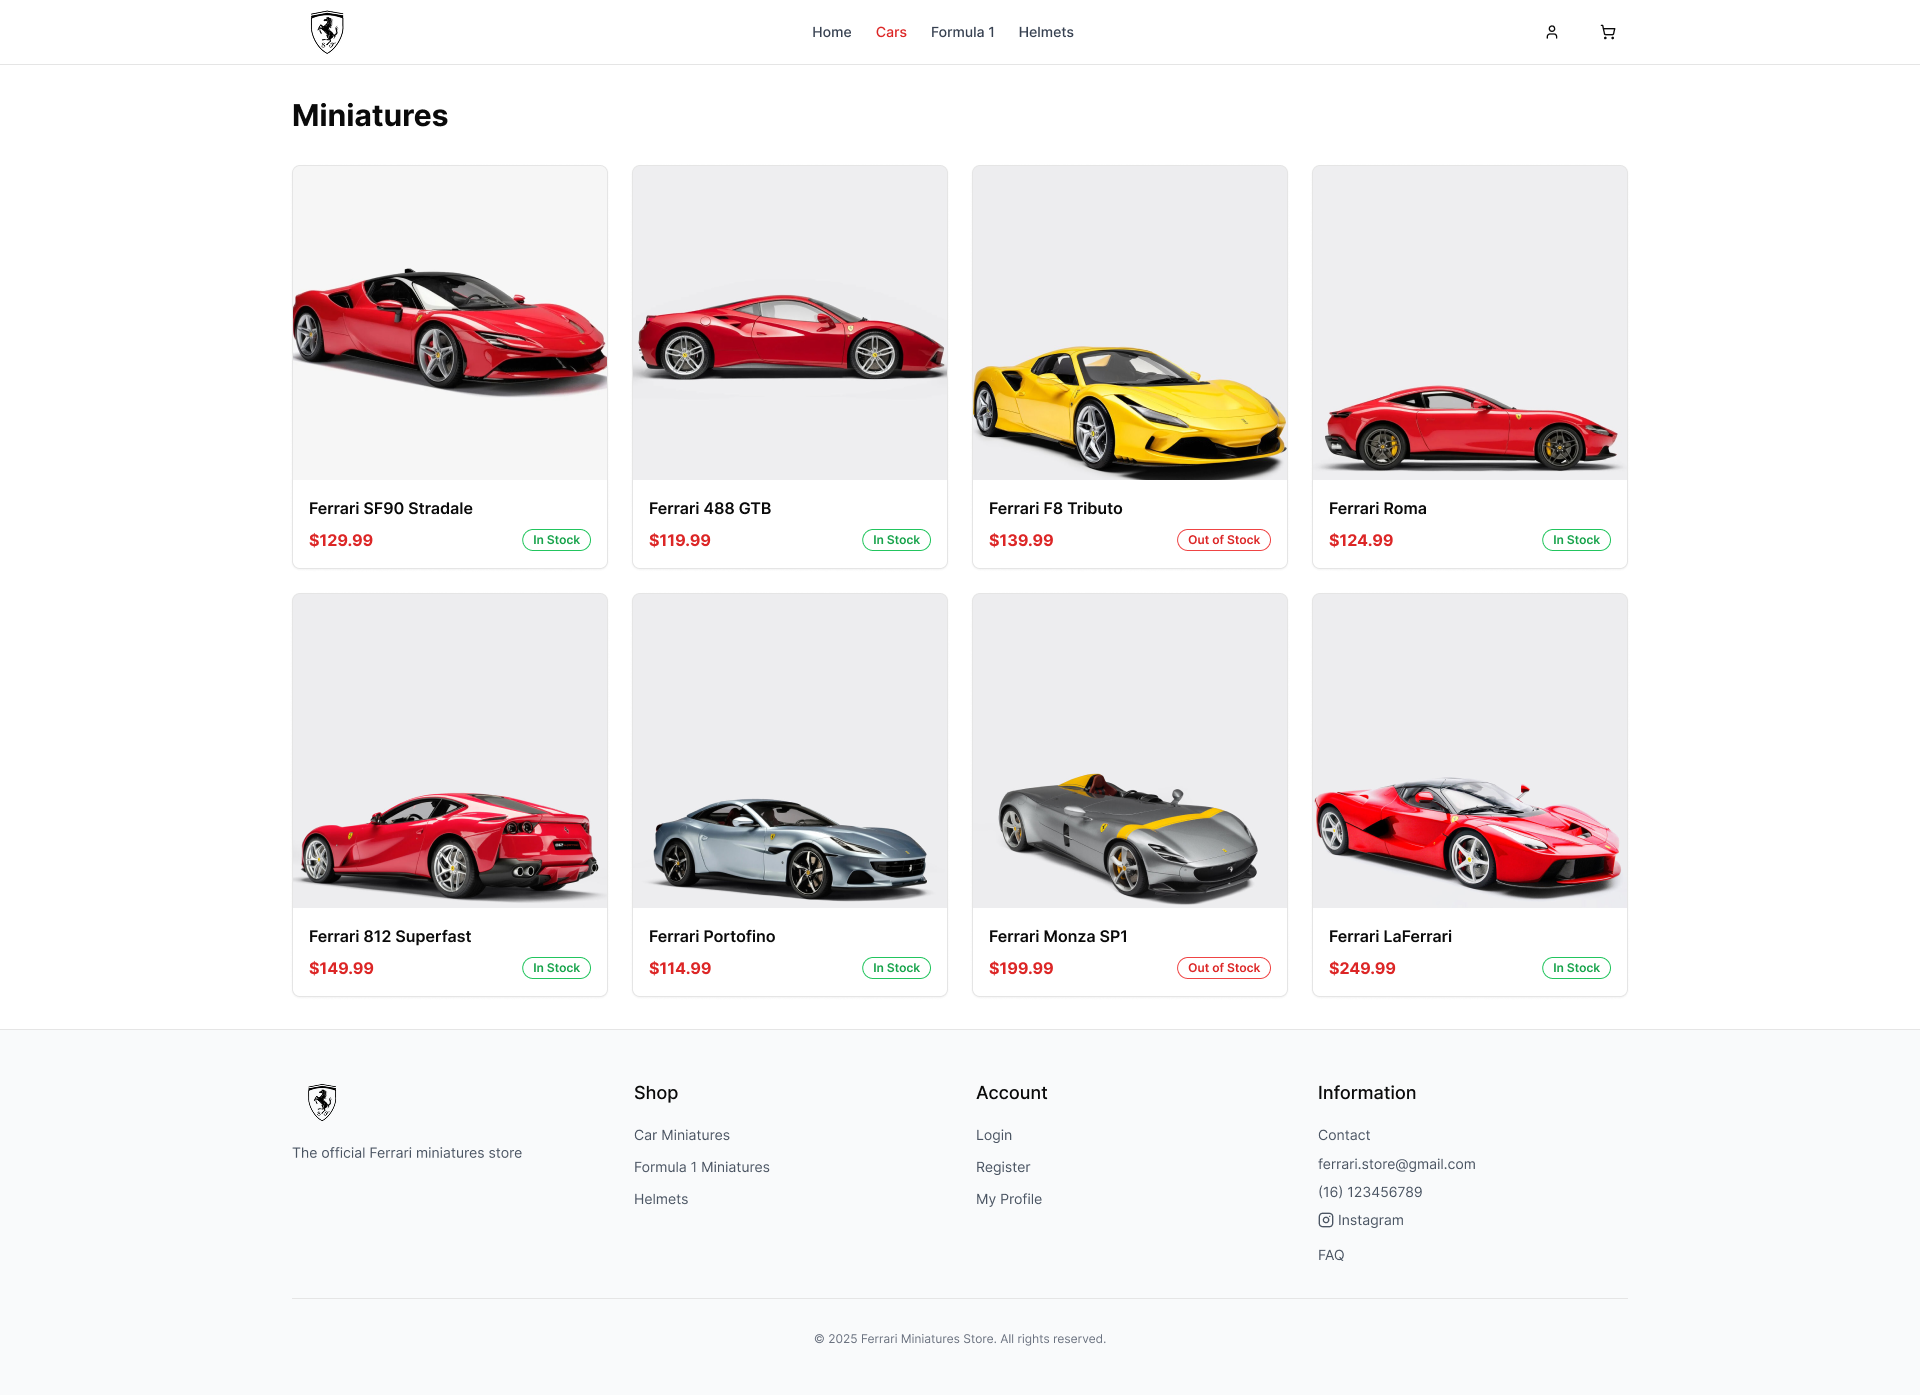 Home Cars Formula 1 Helmets
Miniatures
Ferrari SF90 Stradale
$129.99 In Stock
Ferrari 488 GTB
$119.99 In Stock
Ferrari F8 Tributo
$139.99 Out of Stock
Ferrari Roma
$124.99 In Stock
Ferrari 812 Superfast
$149.99 In Stock
Ferrari Portofino
$114.99 In Stock
Ferrari Monza SP1
$199.99 Out of Stock
Ferrari LaFerrari
$249.99 In Stock
The official Ferrari miniatures store
Shop
Car Miniatures
Formula 1 Miniatures
Helmets
Account
Login
Register
My Profile
Information
Contact
ferrari.store@gmail.com
(16) 123456789
Instagram
FAQ
© 2025 Ferrari Miniatures Store. All rights reserved.